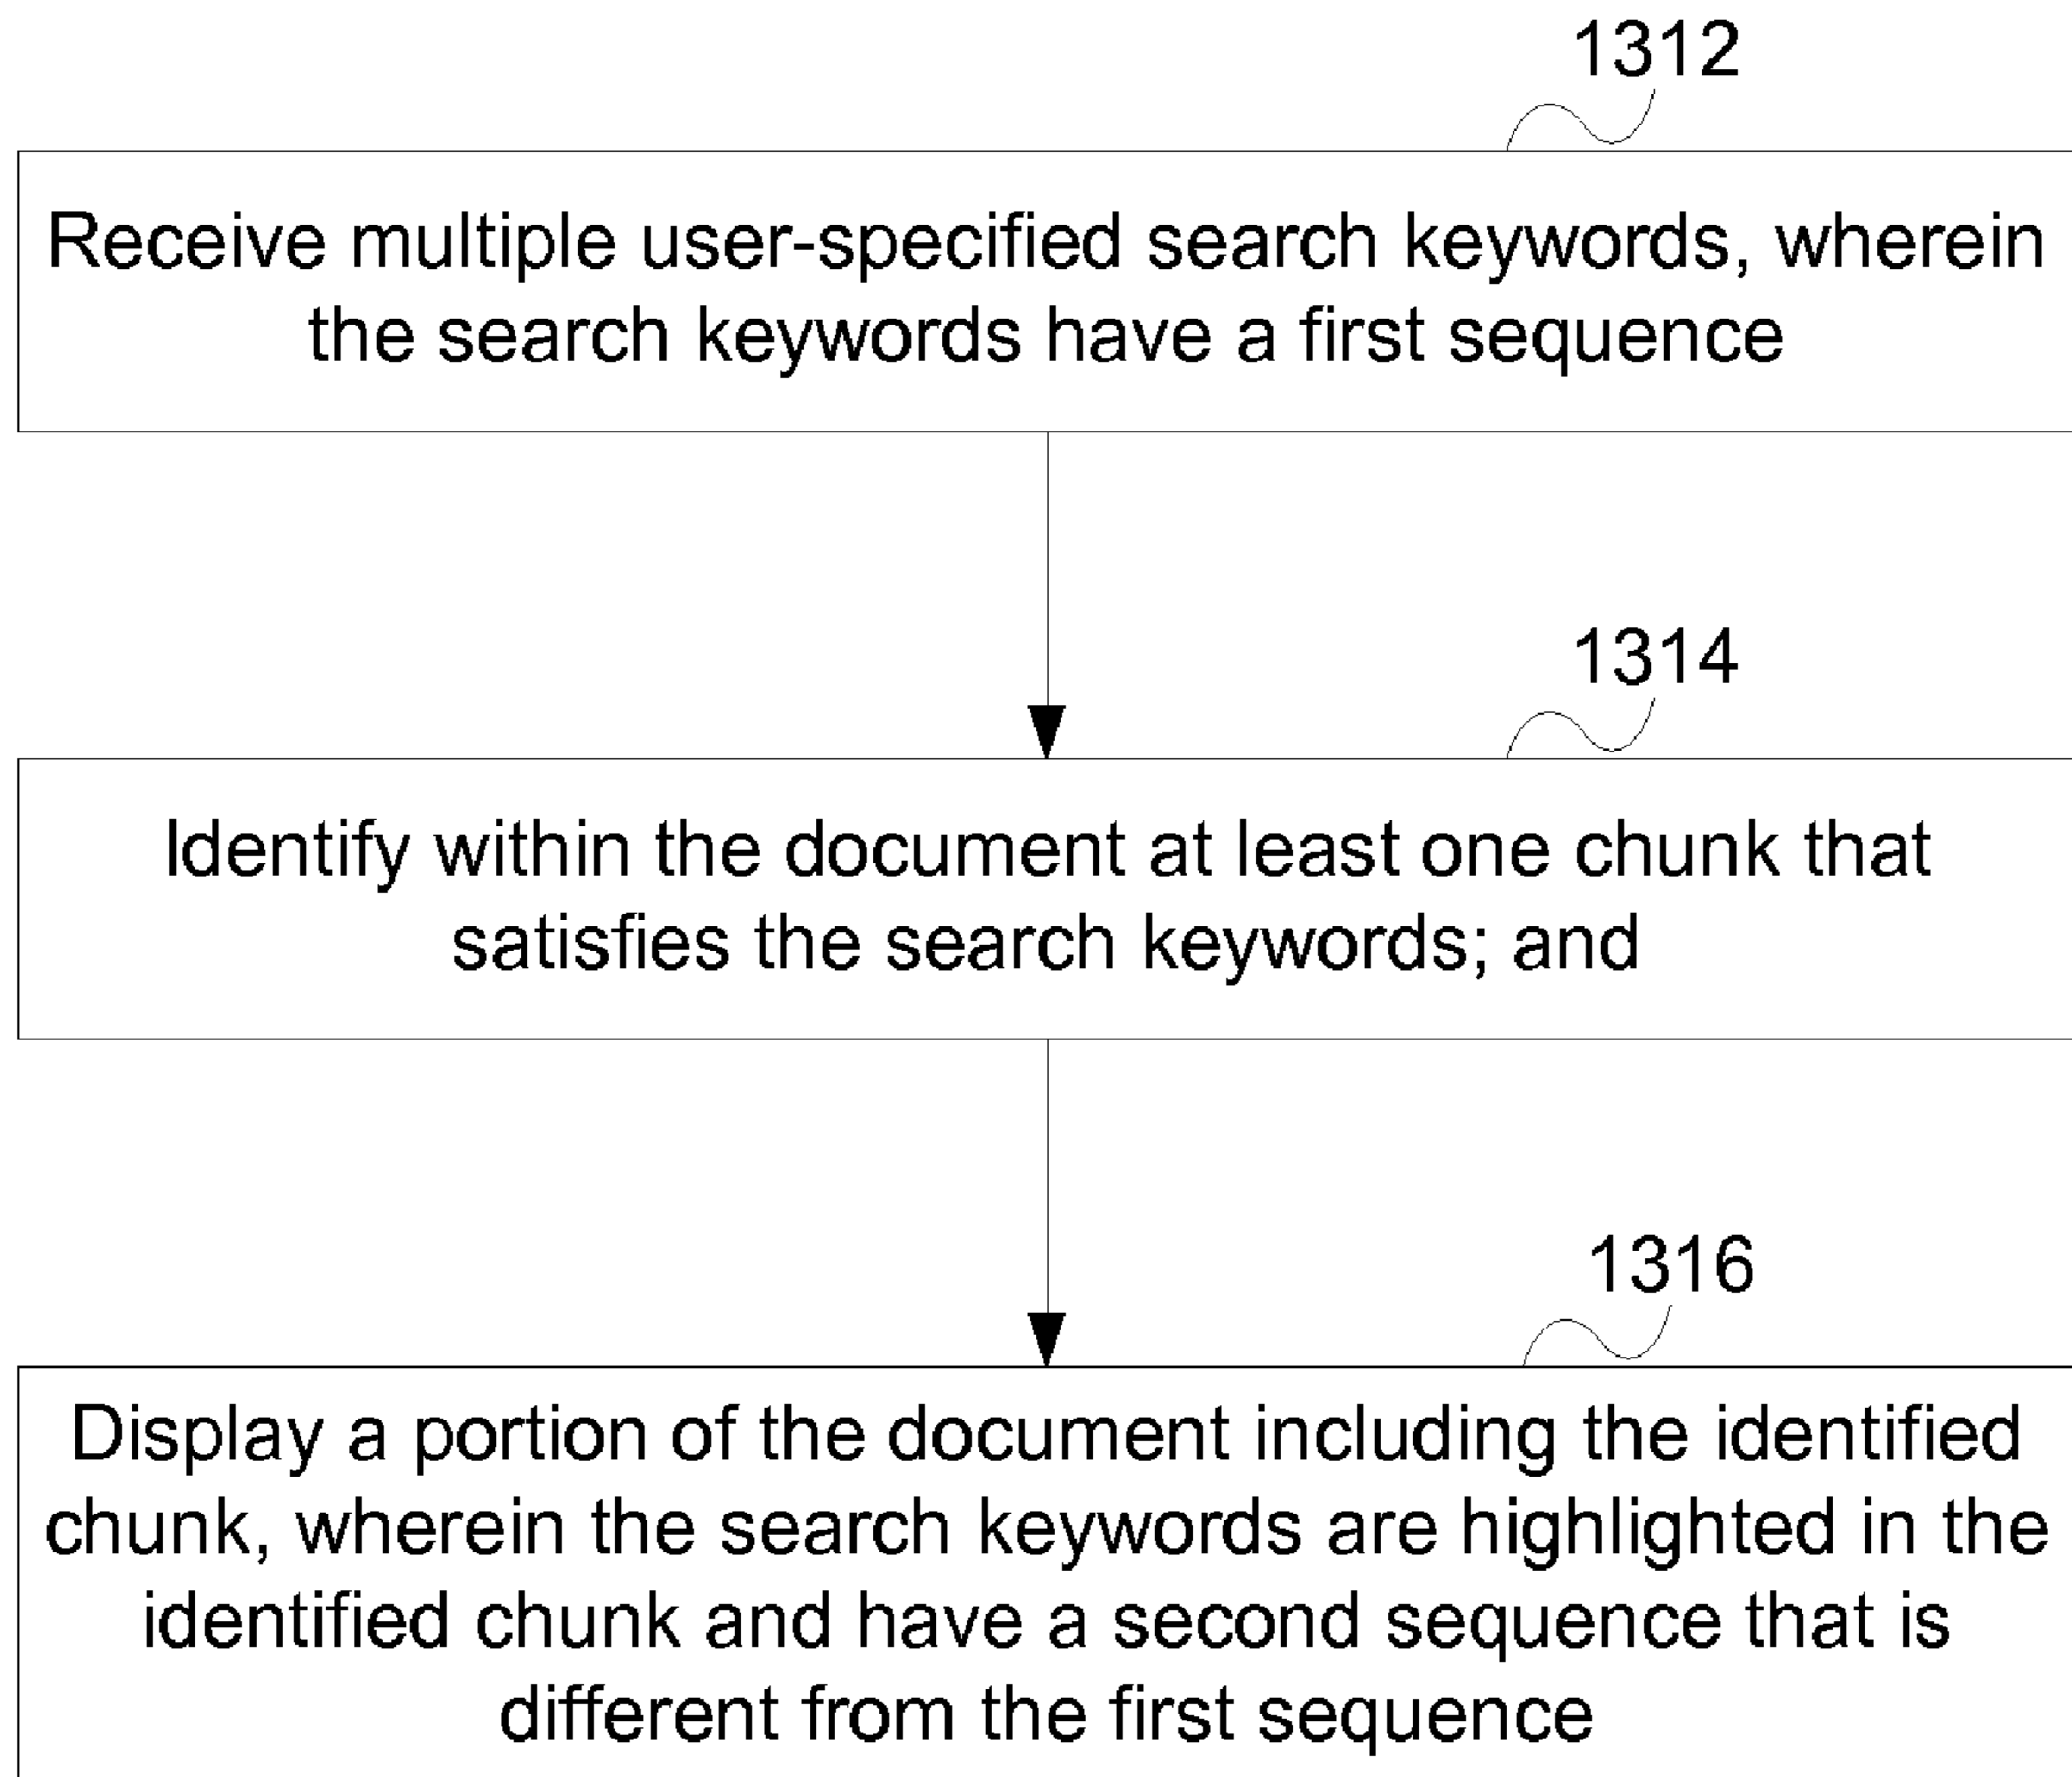 1312
Receive multiple user-specified search keywords, wherein
the search keywords have a first sequence
1314
Identify within the document at least one chunk that
satisfies the search keywords; and
1316
Display a portion of the document including the identified
chunk, wherein the search keywords are highlighted in the
identified chunk and have a second sequence that is
different from the first sequence